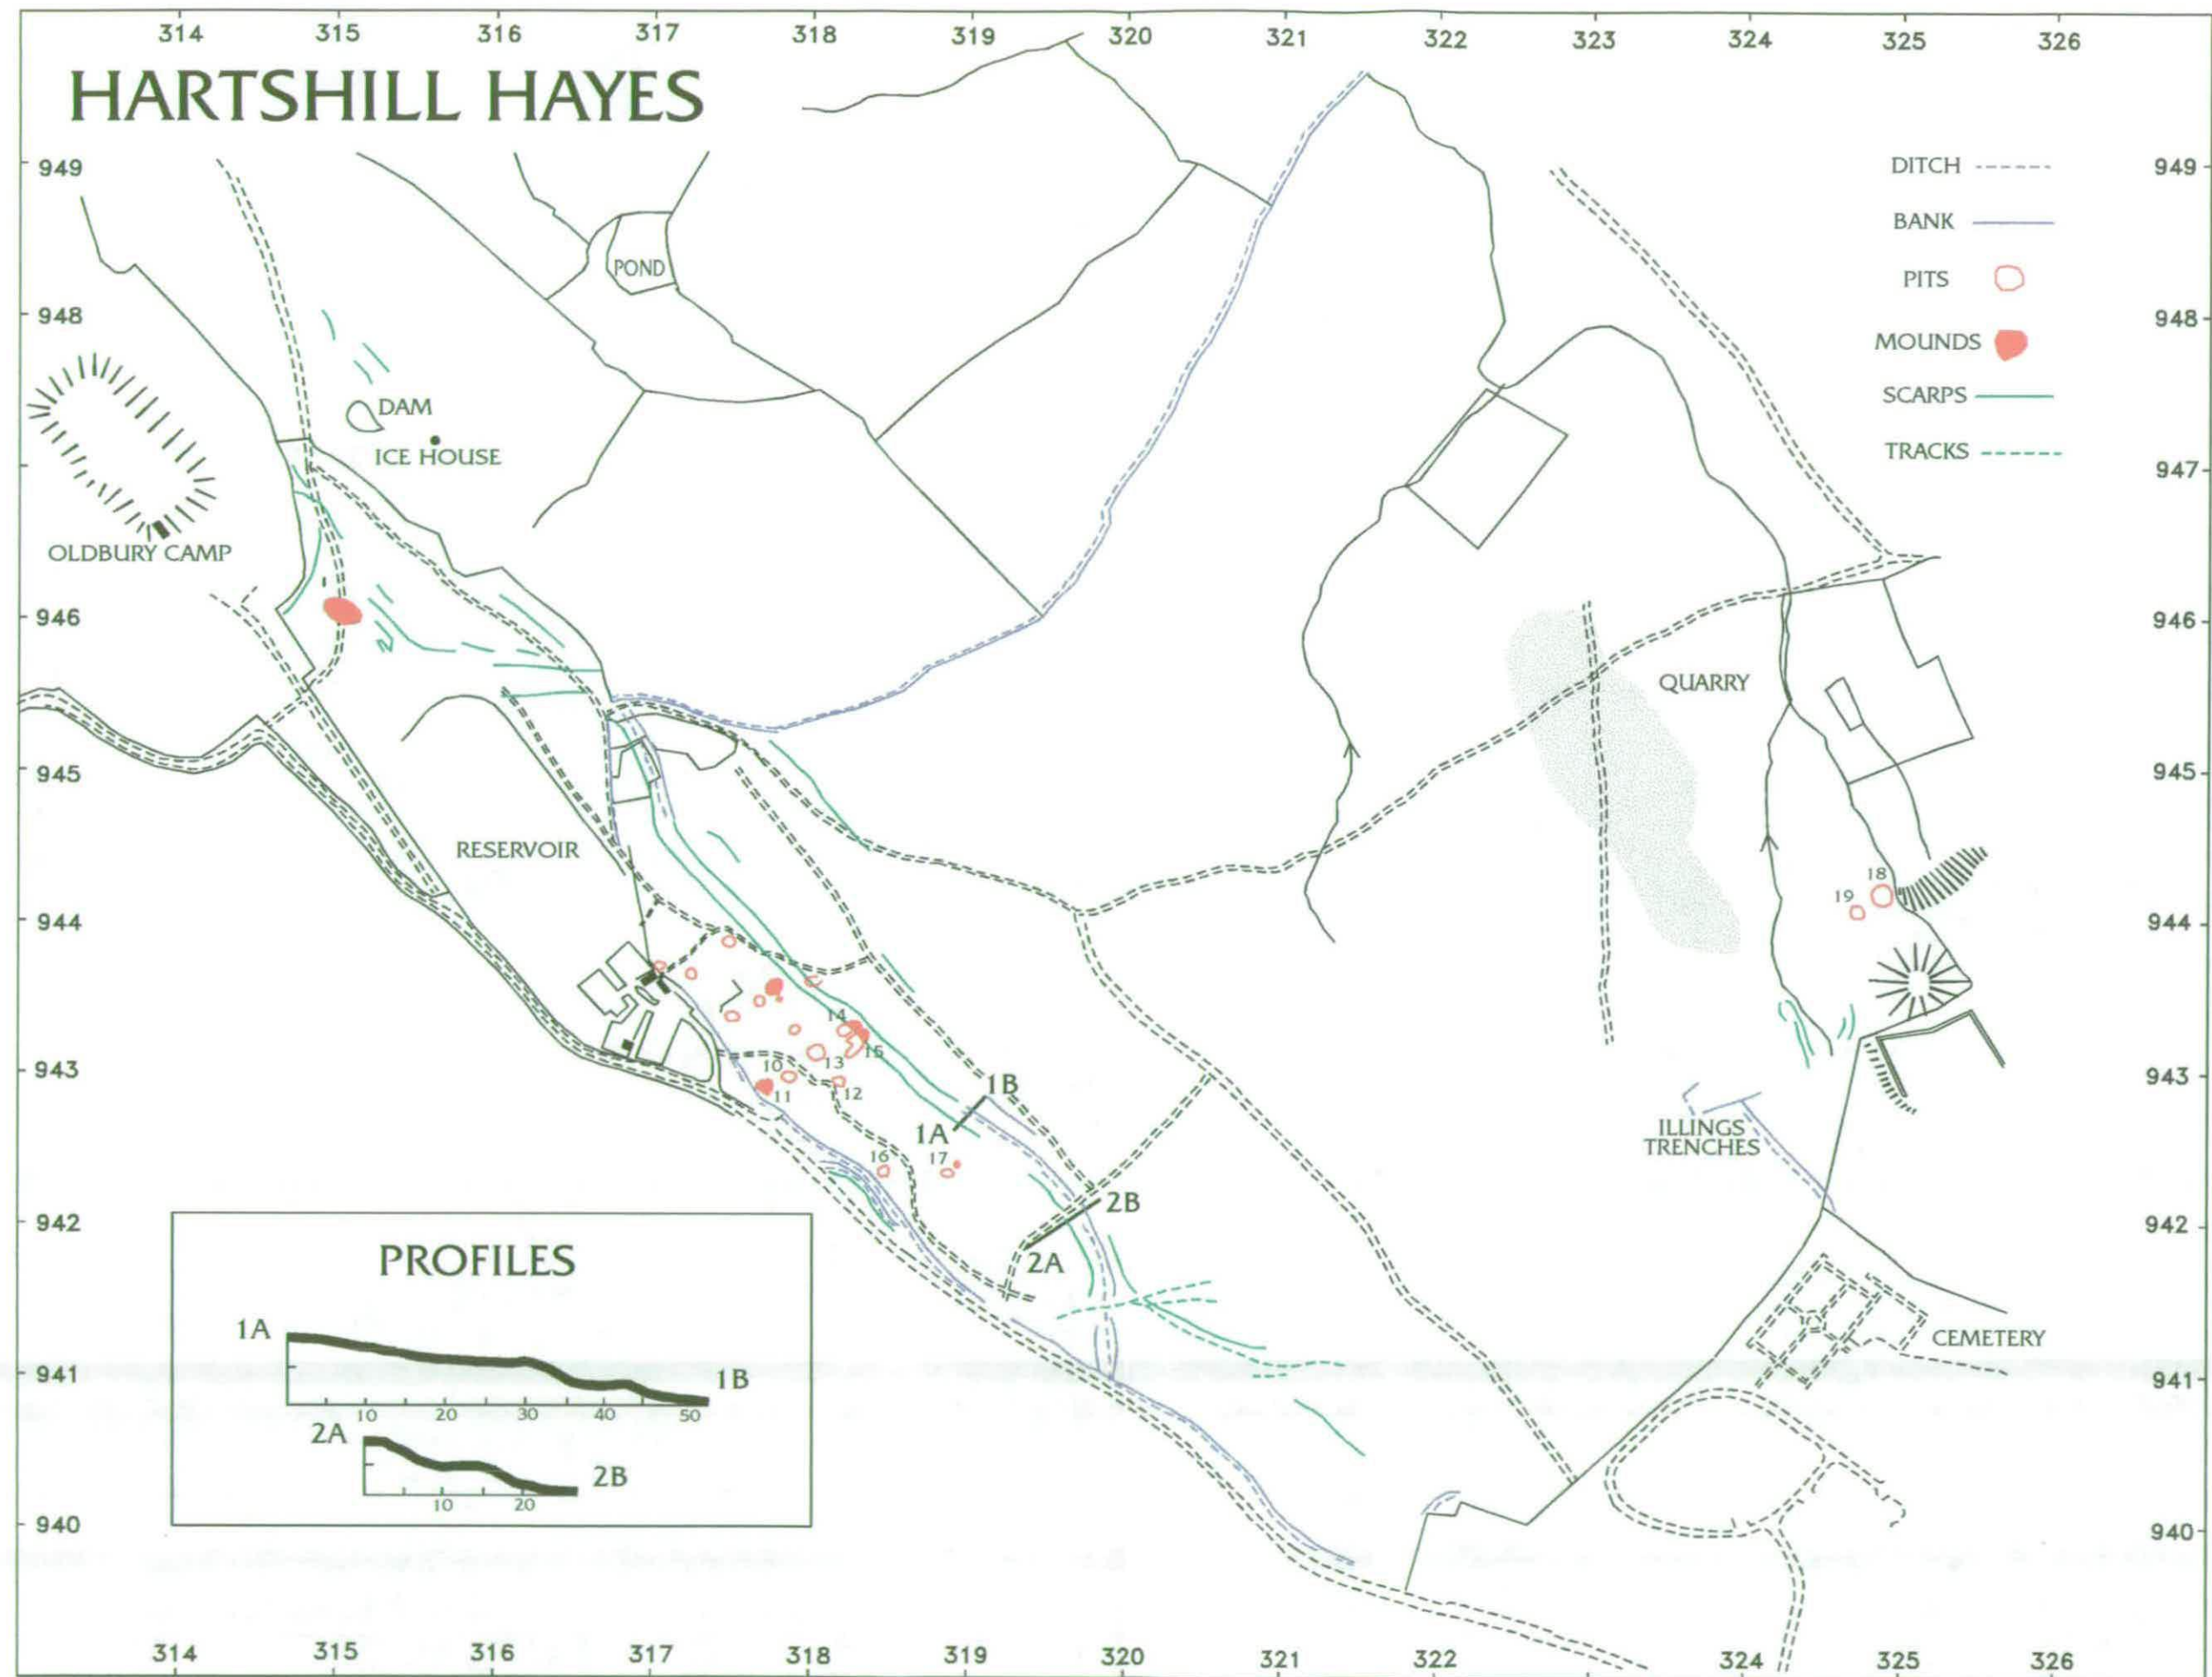 314 315 316 317 318 319 320 321 322 323 324 325 326
HARTSHILL HAYES
949 949
DITCH
BANK
PITS
MOUNDS
SCARPS
TRACKS
POND
948 948
DAM
ICE HOUSE
947
OLDBURY CAMP
946 946
QUARRY
945 945
RESERVOIR
18
19
944 944
14
15
13
10
12
11
943 943
1B
1A
ILLINGS
TRENCHES
16
17
942 942
2B
2A
PROFILES
1A
1B
10 20 30 40 50
2A
2B
10 20
CEMETERY
941 941
940 940
314 315 316 317 318 319 320 321 322 324 325 326